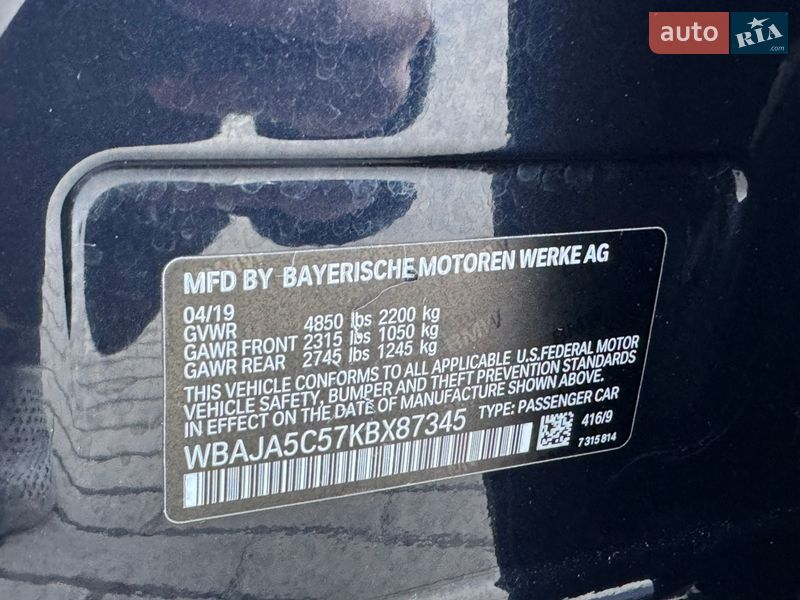 auto RIA .com
MFD BY BAYERISCHE MOTOREN WERKE AG
04/19
GVWR 4850 lbs 2200 kg
GAWR FRONT 2315 lbs 1050 kg
GAWR REAR 2745 lbs 1245 kg
THIS VEHICLE CONFORMS TO ALL APPLICABLE U.S.FEDERAL MOTOR
VEHICLE SAFETY, BUMPER AND THEFT PREVENTION STANDARDS
IN EFFECT ON THE DATE OF MANUFACTURE SHOWN ABOVE.
WBAJA5C57KBX87345 TYPE: PASSENGER CAR
416/9
7 315 814